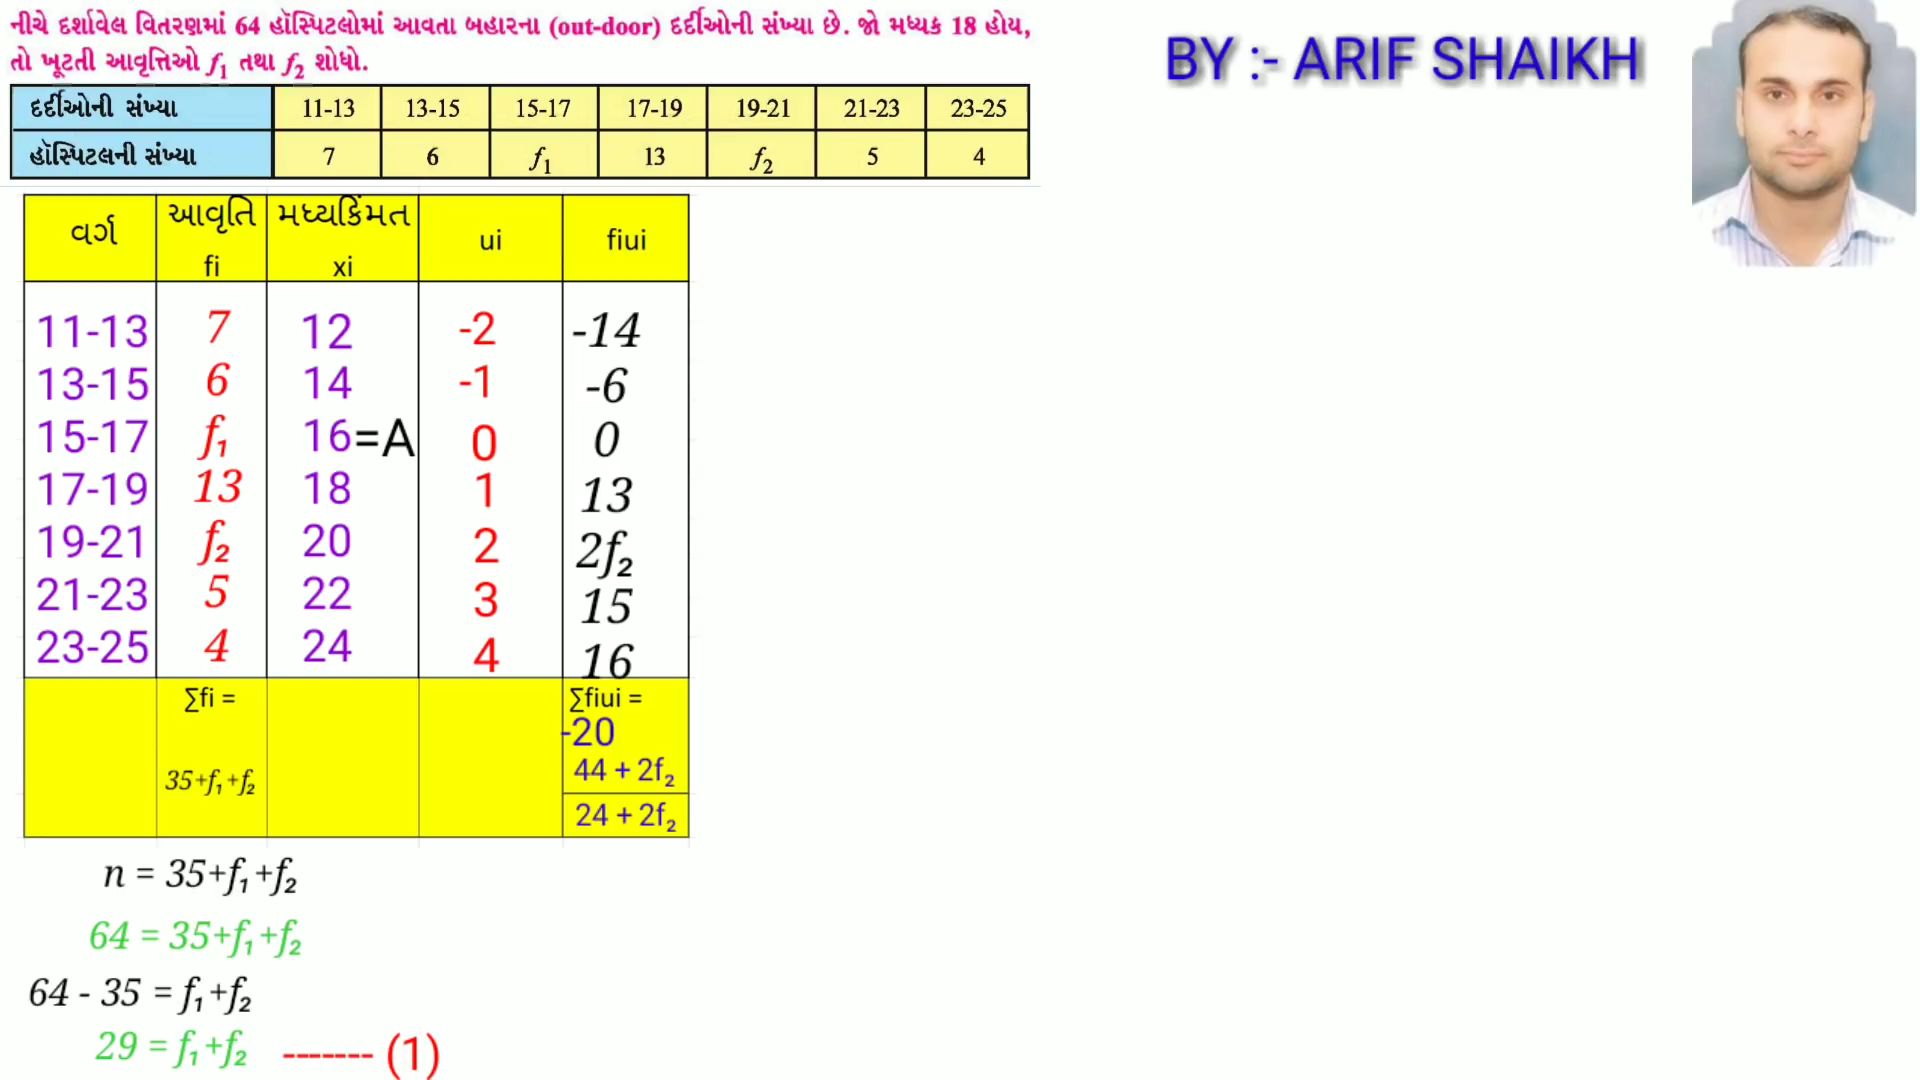 નીચે દર્શાવેલ વિતરણમાં 64 હૉસ્પિટલોમાં આવતા બહારના (out-door) દર્દીઓની સંખ્યા છે. જો મધ્યક 18 હોય,
તો ખૂટતી આવૃત્તિઓ f₁ તથા f₂ શોધો.
BY :- ARIF SHAIKH
દર્દીઓની સંખ્યા 11-13 13-15 15-17 17-19 19-21 21-23 23-25
હૉસ્પિટલની સંખ્યા 7 6 f₁ 13 f₂ 5 4
વર્ગ આવૃતિ fi મધ્યકિંમત xi ui fiui
11-13 7 12 -2 -14
13-15 6 14 -1 -6
15-17 f₁ 16=A 0 0
17-19 13 18 1 13
19-21 f₂ 20 2 2f₂
21-23 5 22 3 15
23-25 4 24 4 16
∑fi = ∑fiui =
-20
35+f₁+f₂ 44 + 2f₂
24 + 2f₂
n = 35+f₁+f₂
64 = 35+f₁+f₂
64 - 35 = f₁+f₂
29 = f₁+f₂ ------- (1)